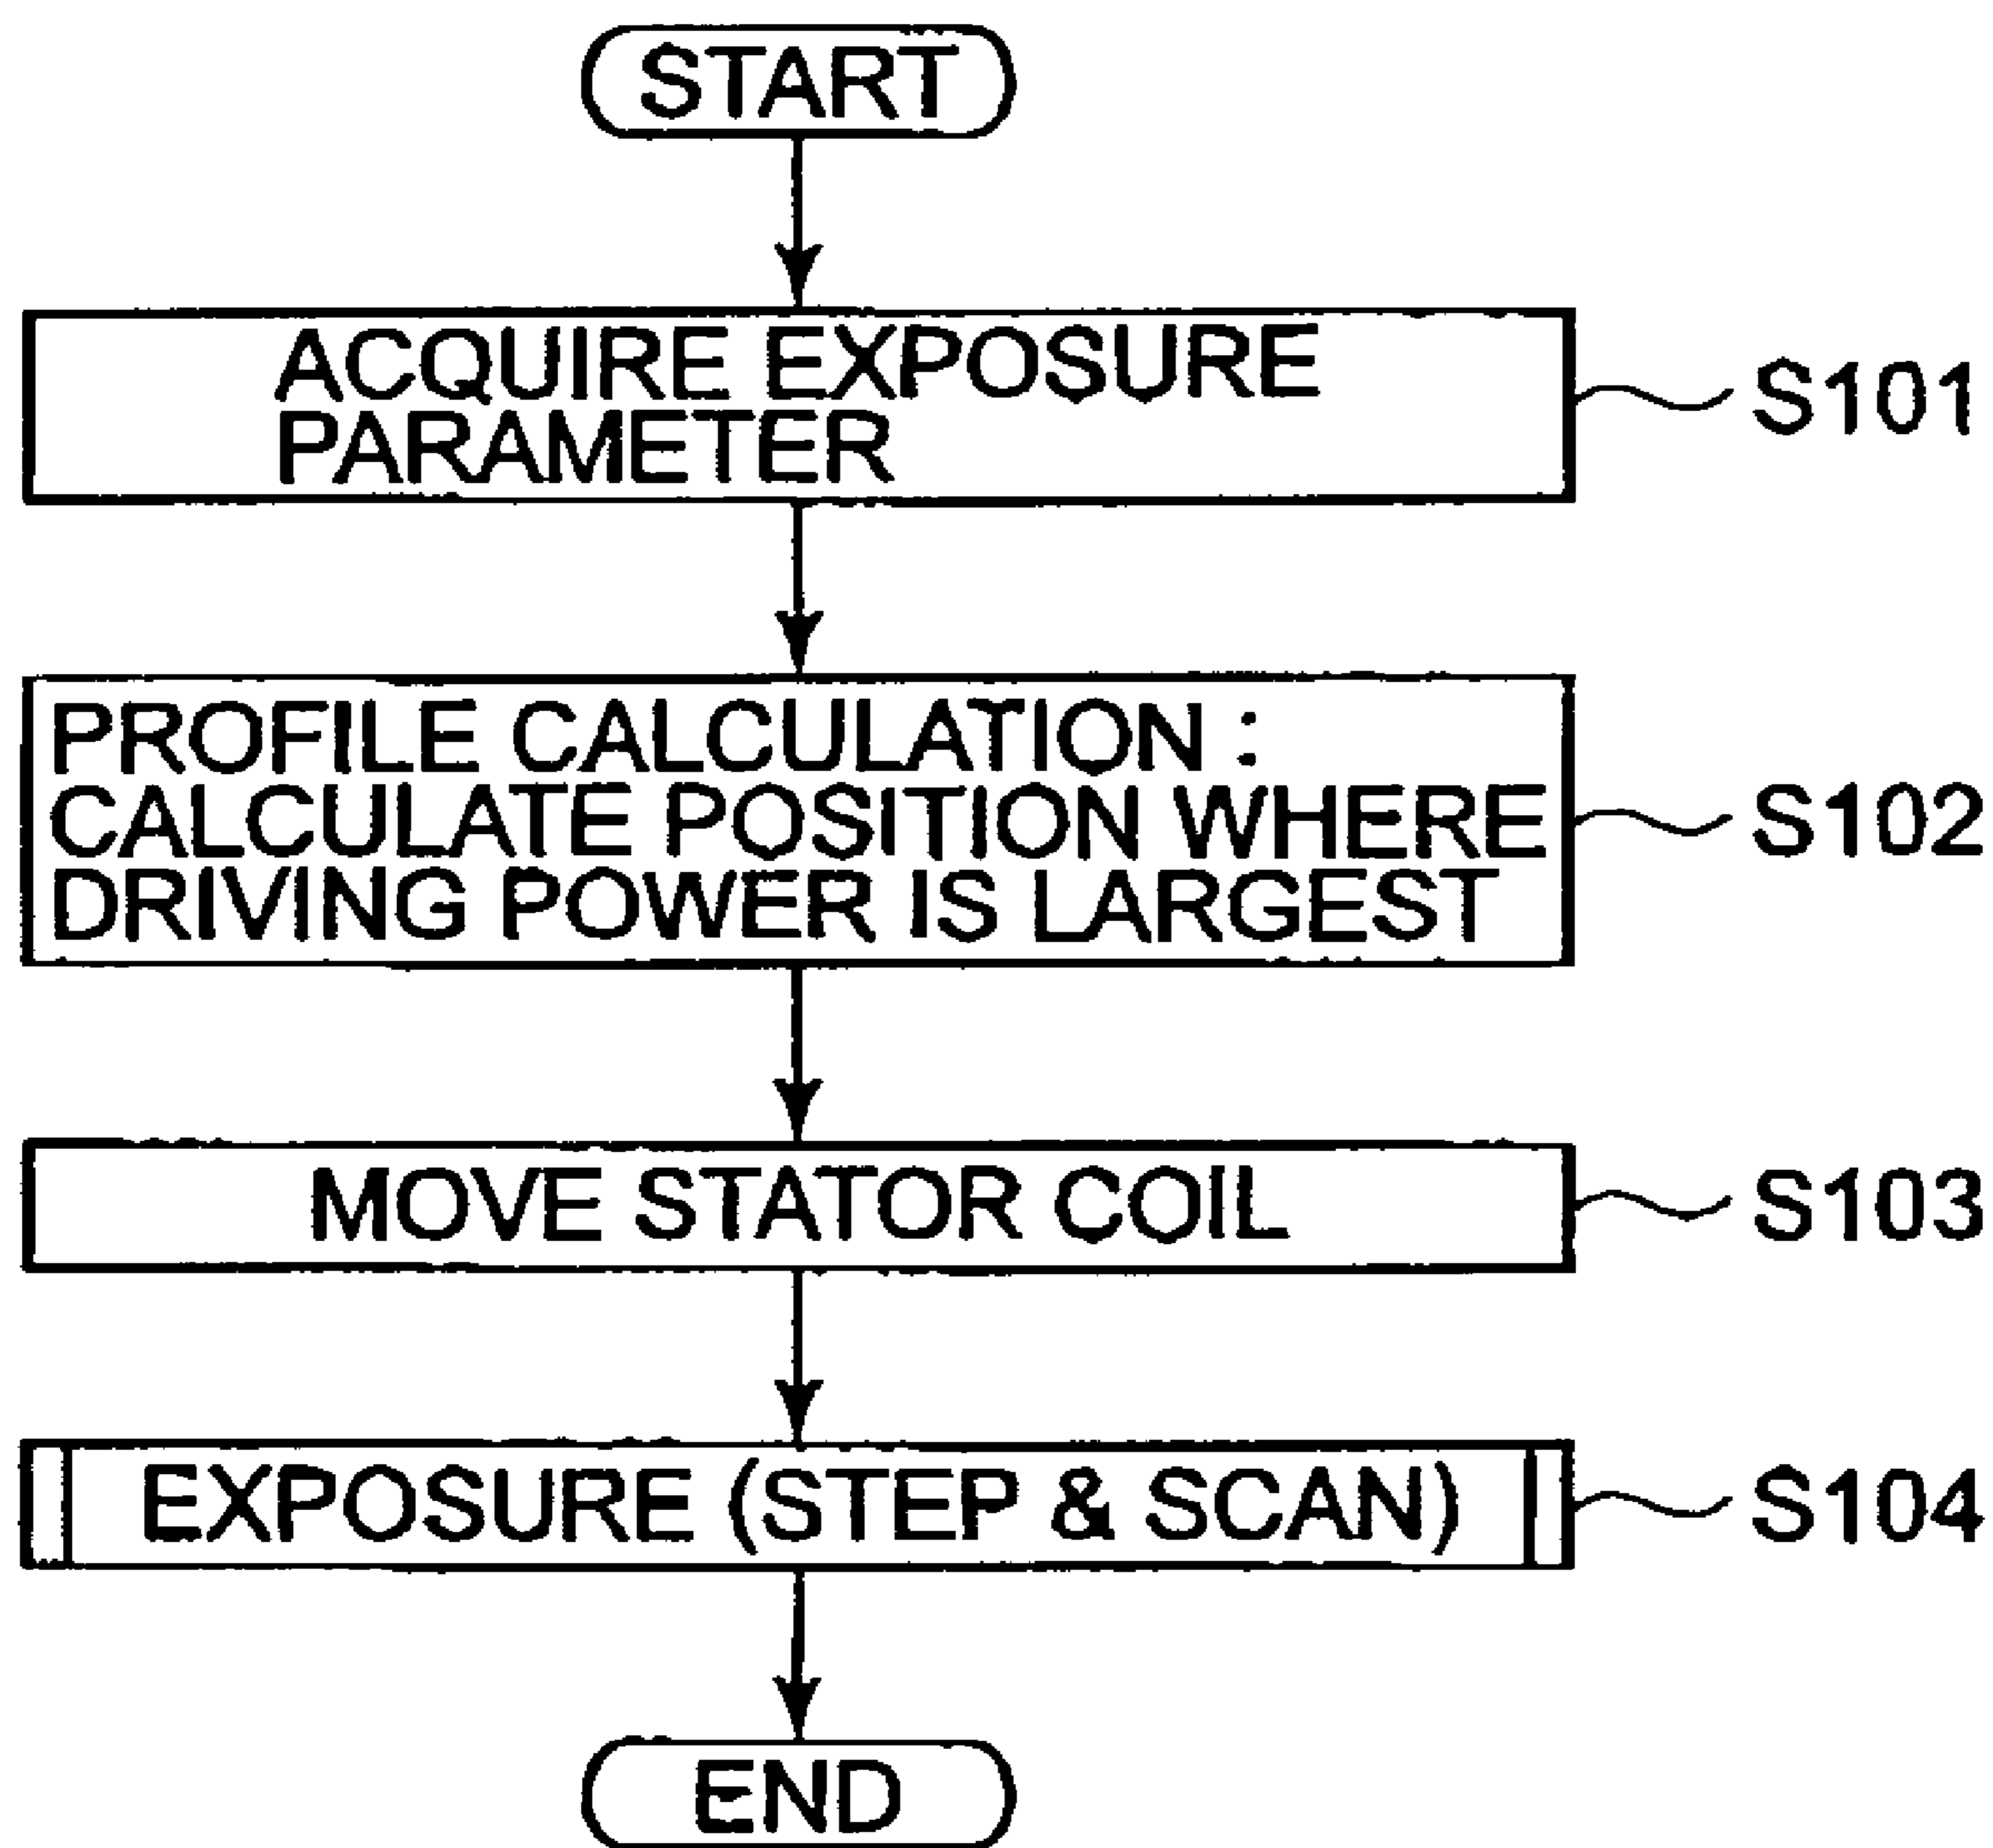 START
ACQUIRE EXPOSURE
PARAMETER
S101
PROFILE CALCULATION :
CALCULATE POSITION WHERE
DRIVING POWER IS LARGEST
S102
MOVE STATOR COIL
S103
EXPOSURE (STEP & SCAN)
S104
END